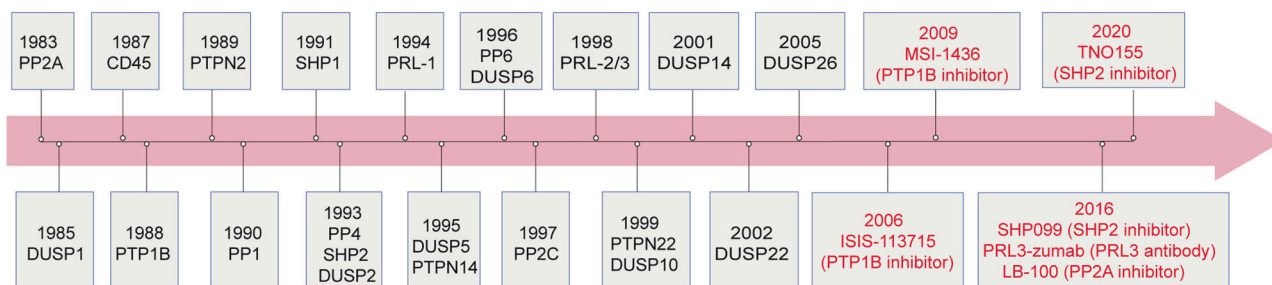 1983
PP2A
1987
CD45
1989
PTPN2
1991
SHP1
1994
PRL-1
1996
PP6
DUSP6
1998
PRL-2/3
2001
DUSP14
2005
DUSP26
2009
MSI-1436
(PTP1B inhibitor)
2020
TNO155
(SHP2 inhibitor)
1985
DUSP1
1988
PTP1B
1990
PP1
1993
PP4
SHP2
DUSP2
1995
DUSP5
PTPN14
1997
PP2C
1999
PTPN22
DUSP10
2002
DUSP22
2006
ISIS-113715
(PTP1B inhibitor)
2016
SHP099 (SHP2 inhibitor)
PRL3-zumab (PRL3 antibody)
LB-100 (PP2A inhibitor)